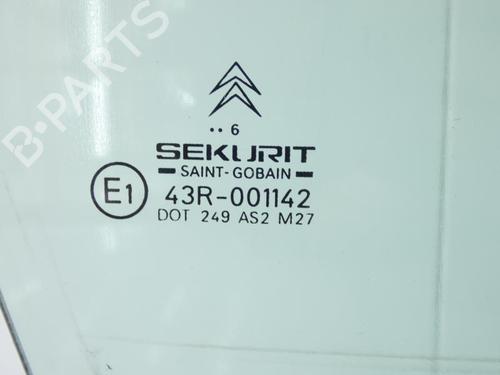 B-PARTS
•• 6
SEKURIT
SAINT-GOBAIN
E1 43R-001142
DOT 249 AS2 M27